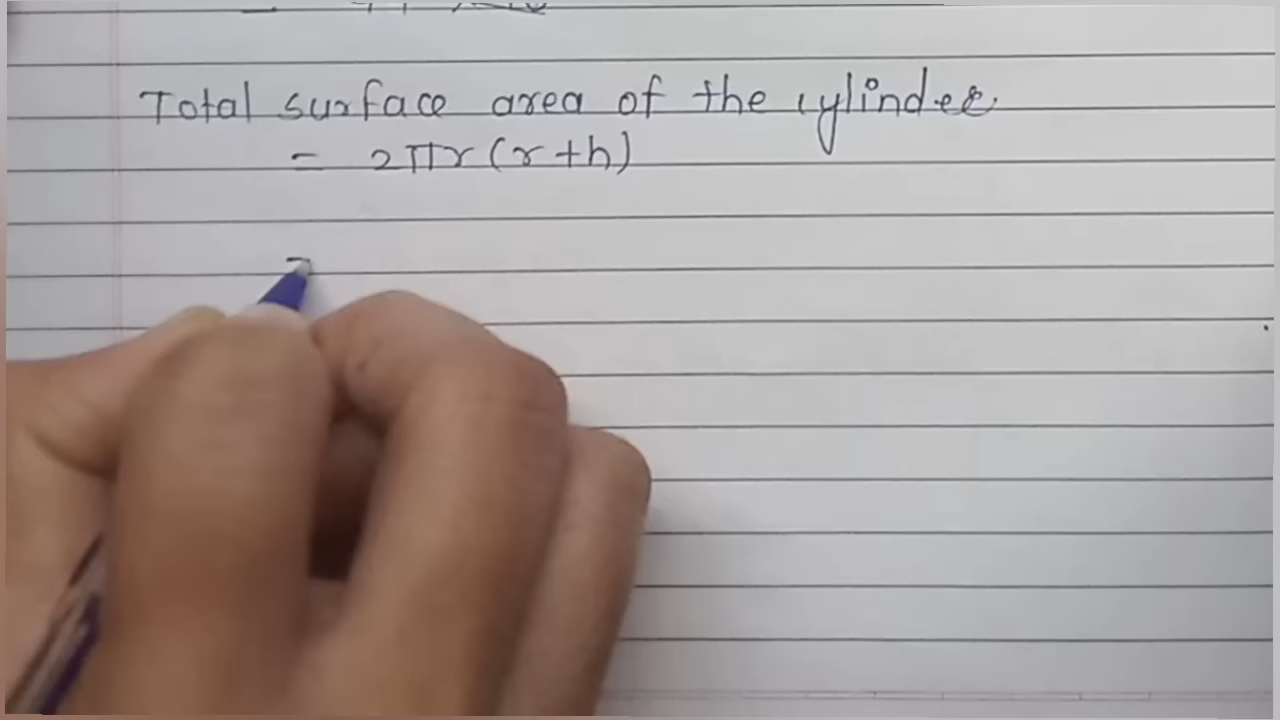 Total surface area of the cylinder
= 2πr(r+h)
=